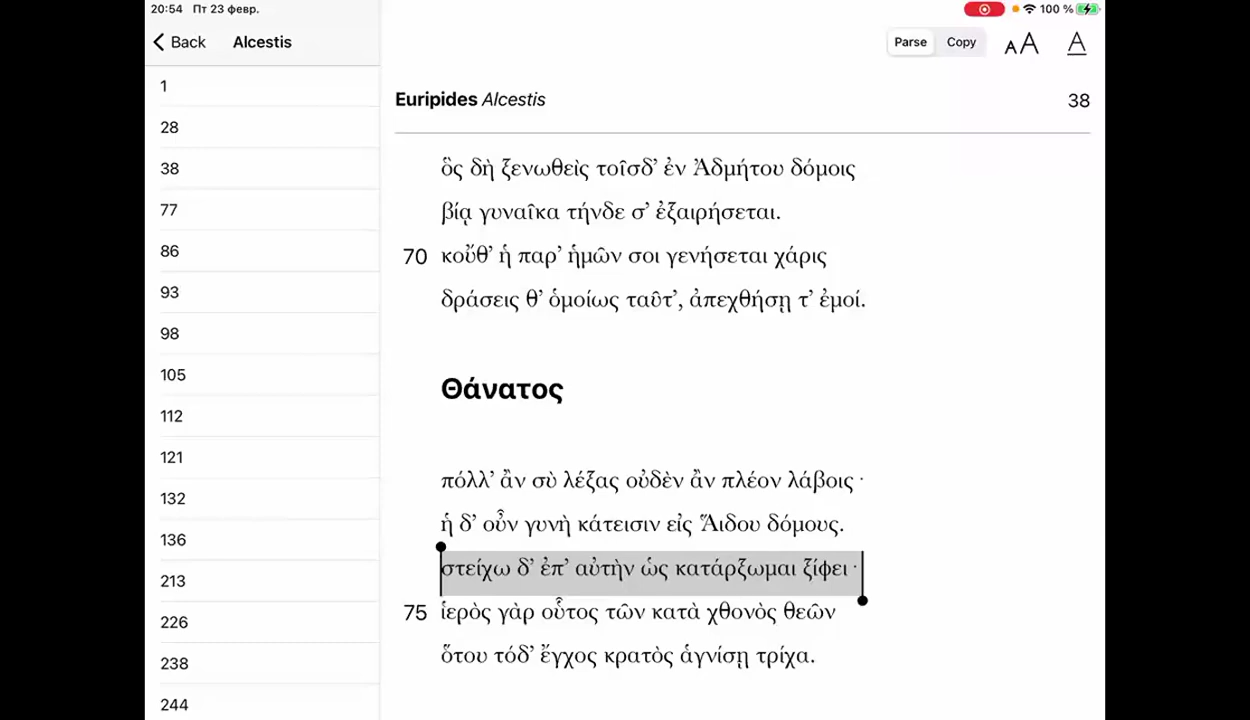 20:54 Пт 23 февр.
100 %
Back
Alcestis
Parse
Copy
AA
A
1
28
38
77
86
93
98
105
112
121
132
136
213
226
238
244
Euripides Alcestis
38
ὃς δὴ ξενωθεὶς τοῖσδ’ ἐν Ἀδμήτου δόμοις
βίᾳ γυναῖκα τήνδε σ’ ἐξαιρήσεται.
70 κοὔθ’ ἡ παρ’ ἡμῶν σοι γενήσεται χάρις
δράσεις θ’ ὁμοίως ταῦτ’, ἀπεχθήσῃ τ’ ἐμοί.
Θάνατος
πόλλ’ ἂν σὺ λέξας οὐδὲν ἂν πλέον λάβοις ·
ἡ δ’ οὖν γυνὴ κάτεισιν εἰς Ἅιδου δόμους.
στείχω δ’ ἐπ’ αὐτὴν ὡς κατάρξωμαι ξίφει ·
75 ἱερὸς γὰρ οὗτος τῶν κατὰ χθονὸς θεῶν
ὅτου τόδ’ ἔγχος κρατὸς ἁγνίσῃ τρίχα.